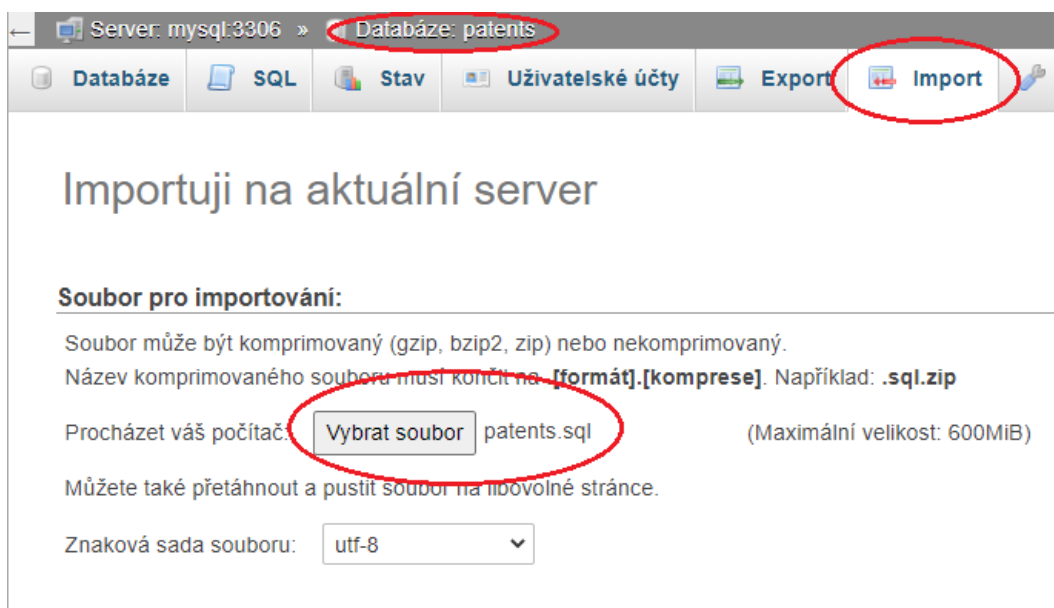 ← Server: mysql:3306 » Databáze: patents
Databáze SQL Stav Uživatelské účty Export Import
Importuji na aktuální server
Soubor pro importování:
Soubor může být komprimovaný (gzip, bzip2, zip) nebo nekomprimovaný.
Název komprimovaného souboru musí končit na .[formát].[komprese]. Například: .sql.zip
Procházet váš počítač: Vybrat soubor patents.sql (Maximální velikost: 600MiB)
Můžete také přetáhnout a pustit soubor na libovolné stránce.
Znaková sada souboru: utf-8